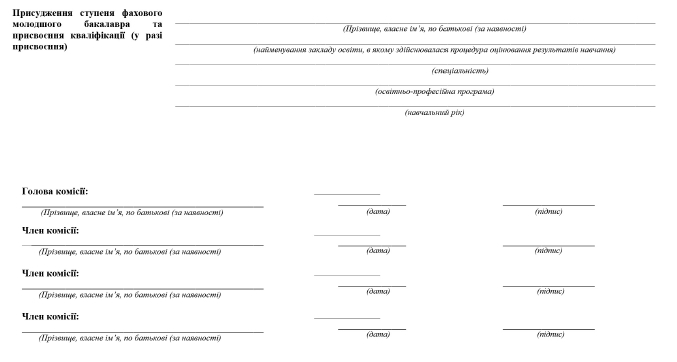 Присудження ступеня фахового
молодшого бакалавра та
присвоєння кваліфікації (у разі
присвоєння)
(Прізвище, власне ім’я, по батькові (за наявності)
(найменування закладу освіти, в якому здійснювалася процедура оцінювання результатів навчання)
(спеціальність)
(освітньо-професійна програма)
(навчальний рік)
Голова комісії:
(Прізвище, власне ім’я, по батькові (за наявності) (дата) (підпис)
Член комісії:
(Прізвище, власне ім’я, по батькові (за наявності) (дата) (підпис)
Член комісії:
(Прізвище, власне ім’я, по батькові (за наявності) (дата) (підпис)
Член комісії:
(Прізвище, власне ім’я, по батькові (за наявності) (дата) (підпис)